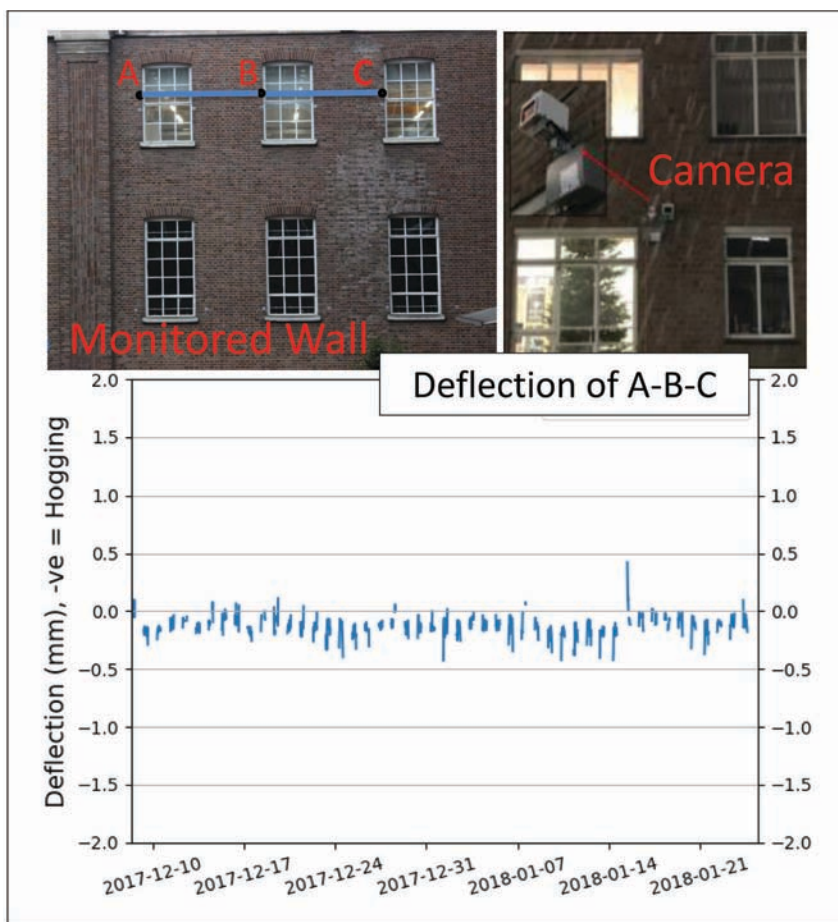 A B C
Camera
Monitored Wall
Deflection of A-B-C
Deflection (mm), -ve = Hogging
2.0 2.0
1.5 1.5
1.0 1.0
0.5 0.5
0.0 0.0
−0.5 −0.5
−1.0 −1.0
−1.5 −1.5
−2.0 −2.0
2017-12-10 2017-12-17 2017-12-24 2017-12-31 2018-01-07 2018-01-14 2018-01-21